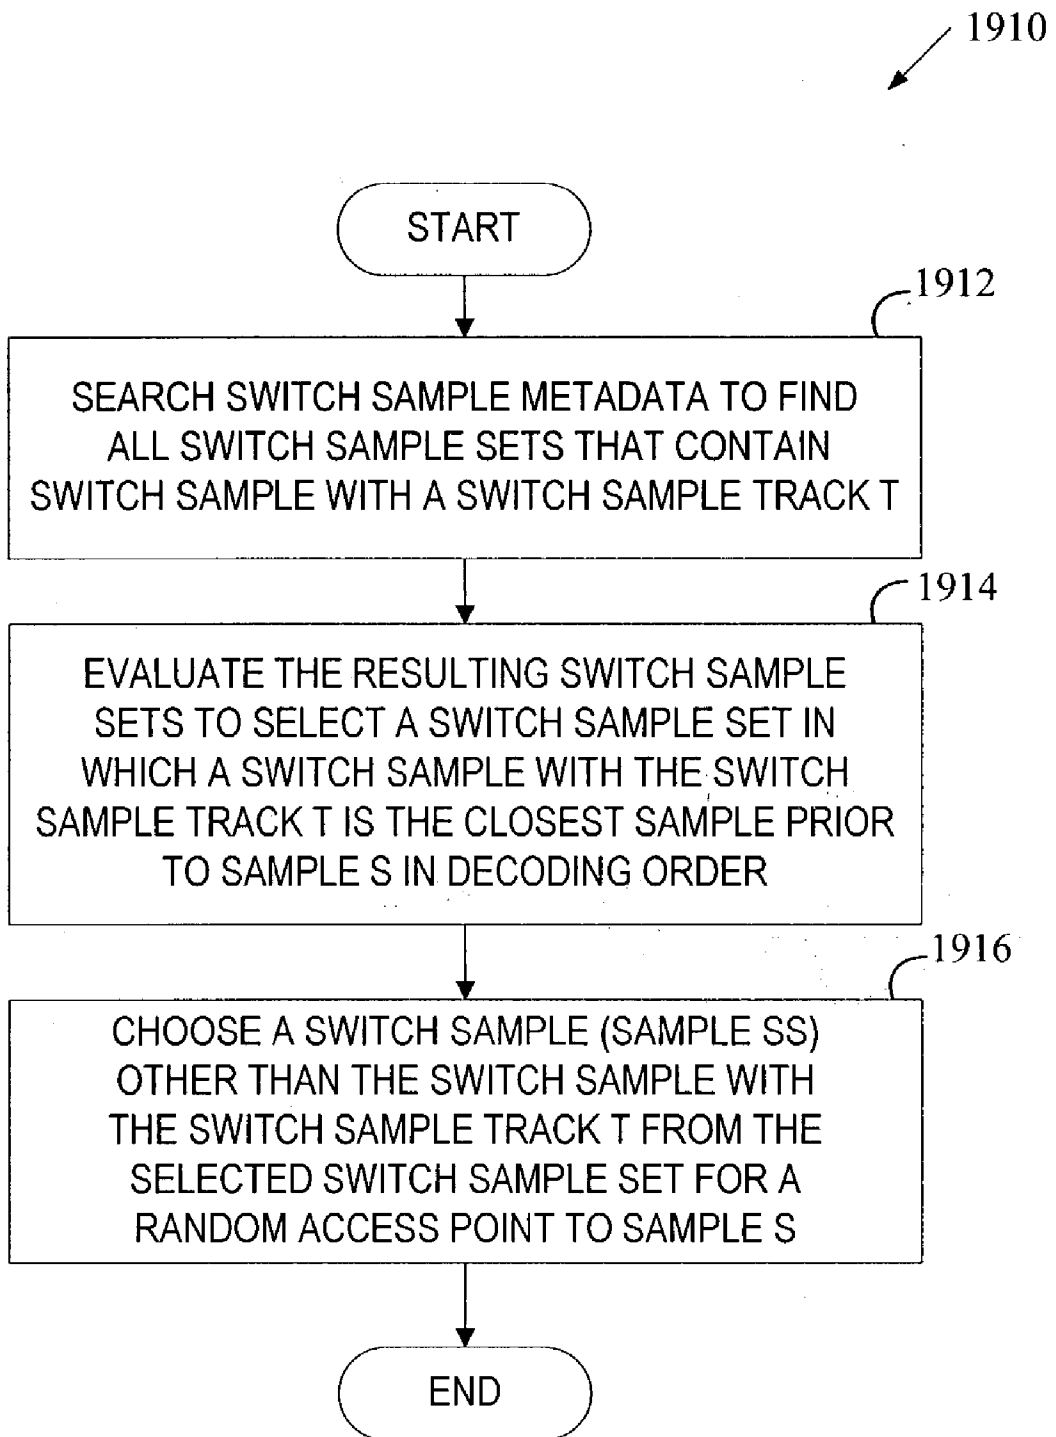 1910
START
1912
SEARCH SWITCH SAMPLE METADATA TO FIND
ALL SWITCH SAMPLE SETS THAT CONTAIN
SWITCH SAMPLE WITH A SWITCH SAMPLE TRACK T
1914
EVALUATE THE RESULTING SWITCH SAMPLE
SETS TO SELECT A SWITCH SAMPLE SET IN
WHICH A SWITCH SAMPLE WITH THE SWITCH
SAMPLE TRACK T IS THE CLOSEST SAMPLE PRIOR
TO SAMPLE S IN DECODING ORDER
1916
CHOOSE A SWITCH SAMPLE (SAMPLE SS)
OTHER THAN THE SWITCH SAMPLE WITH
THE SWITCH SAMPLE TRACK T FROM THE
SELECTED SWITCH SAMPLE SET FOR A
RANDOM ACCESS POINT TO SAMPLE S
END